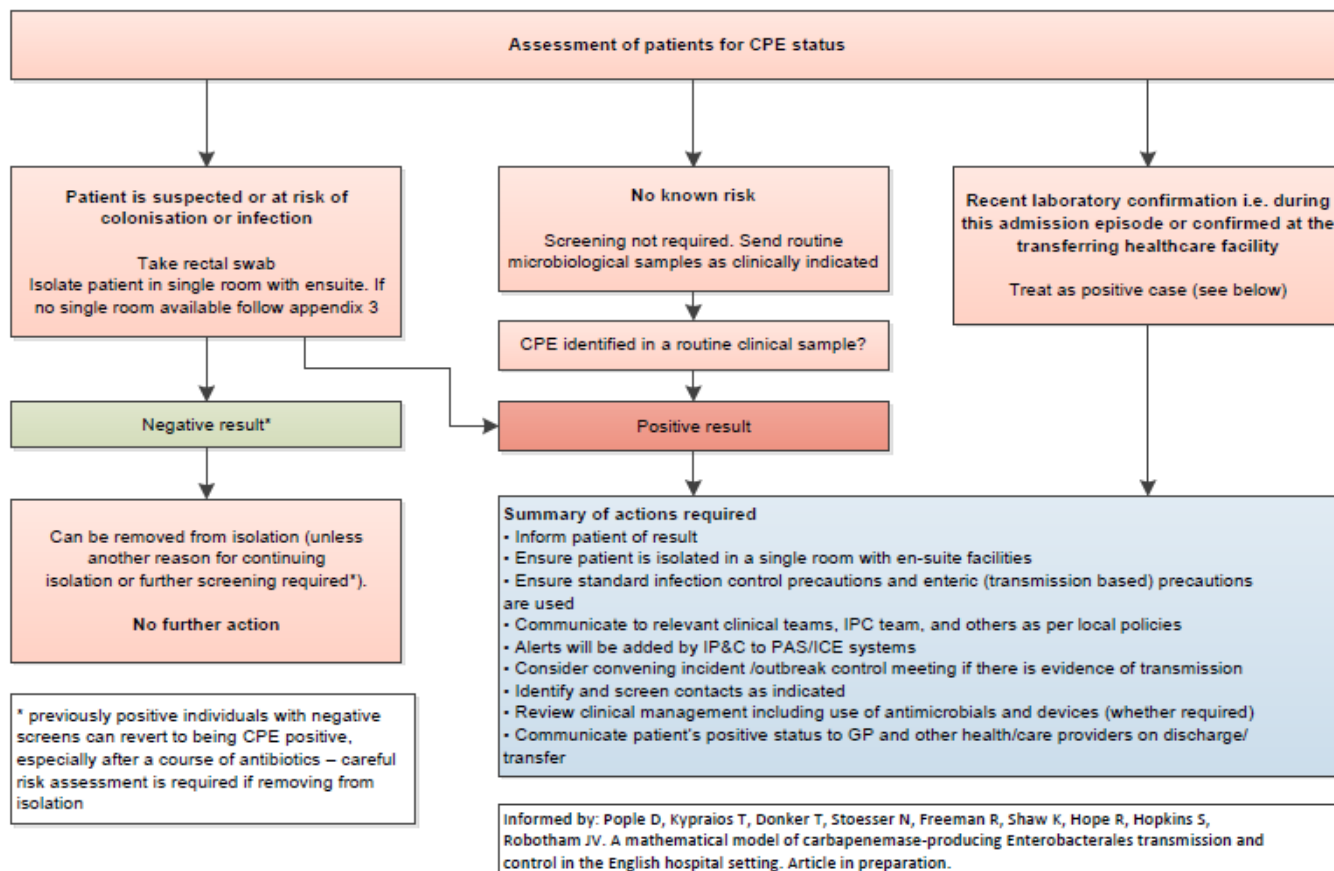 Assessment of patients for CPE status
Patient is suspected or at risk of
colonisation or infection
Take rectal swab
Isolate patient in single room with ensuite. If
no single room available follow appendix 3
No known risk
Screening not required. Send routine
microbiological samples as clinically indicated
Recent laboratory confirmation i.e. during
this admission episode or confirmed at the
transferring healthcare facility
Treat as positive case (see below)
CPE identified in a routine clinical sample?
Negative result*
Positive result
Can be removed from isolation (unless
another reason for continuing
isolation or further screening required*).
No further action
Summary of actions required
• Inform patient of result
• Ensure patient is isolated in a single room with en-suite facilities
• Ensure standard infection control precautions and enteric (transmission based) precautions
are used
• Communicate to relevant clinical teams, IPC team, and others as per local policies
• Alerts will be added by IP&C to PAS/ICE systems
• Consider convening incident /outbreak control meeting if there is evidence of transmission
• Identify and screen contacts as indicated
• Review clinical management including use of antimicrobials and devices (whether required)
• Communicate patient's positive status to GP and other health/care providers on discharge/
transfer
* previously positive individuals with negative
screens can revert to being CPE positive,
especially after a course of antibiotics – careful
risk assessment is required if removing from
isolation
Informed by: Pople D, Kypraios T, Donker T, Stoesser N, Freeman R, Shaw K, Hope R, Hopkins S,
Robotham JV. A mathematical model of carbapenemase-producing Enterobacterales transmission and
control in the English hospital setting. Article in preparation.